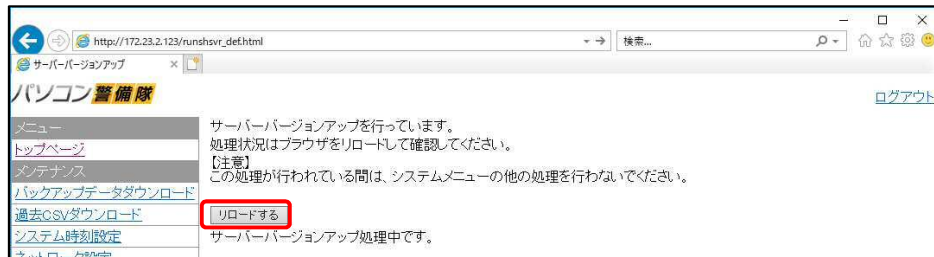 http://172.23.2.123/runshsvr_def.html
検索...
サーバーバージョンアップ
パソコン警備隊
ログアウト
メニュー
トップページ
メンテナンス
バックアップデータダウンロード
過去CSVダウンロード
システム時刻設定
サーバーバージョンアップを行っています。
処理状況はブラウザをリロードして確認してください。
【注意】
この処理が行われている間は、システムメニューの他の処理を行わないでください。
リロードする
サーバーバージョンアップ処理中です。